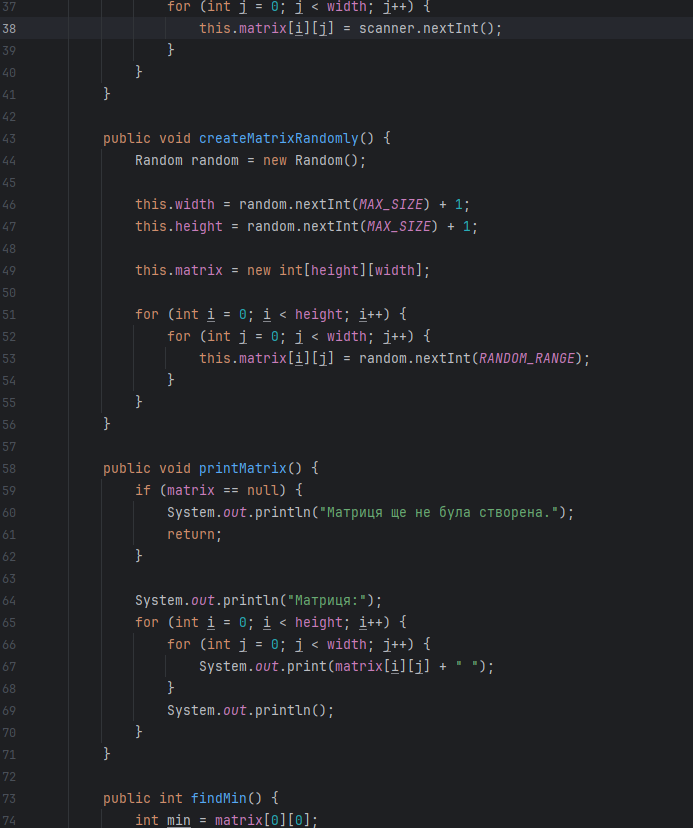 37 for (int j = 0; j < width; j++) {
38 this.matrix[i][j] = scanner.nextInt();
39 }
40 }
41 }
42
43 public void createMatrixRandomly() {
44 Random random = new Random();
45
46 this.width = random.nextInt(MAX_SIZE) + 1;
47 this.height = random.nextInt(MAX_SIZE) + 1;
48
49 this.matrix = new int[height][width];
50
51 for (int i = 0; i < height; i++) {
52 for (int j = 0; j < width; j++) {
53 this.matrix[i][j] = random.nextInt(RANDOM_RANGE);
54 }
55 }
56 }
57
58 public void printMatrix() {
59 if (matrix == null) {
60 System.out.println("Матриця ще не була створена.");
61 return;
62 }
63
64 System.out.println("Матриця:");
65 for (int i = 0; i < height; i++) {
66 for (int j = 0; j < width; j++) {
67 System.out.print(matrix[i][j] + " ");
68 }
69 System.out.println();
70 }
71 }
72
73 public int findMin() {
74 int min = matrix[0][0];